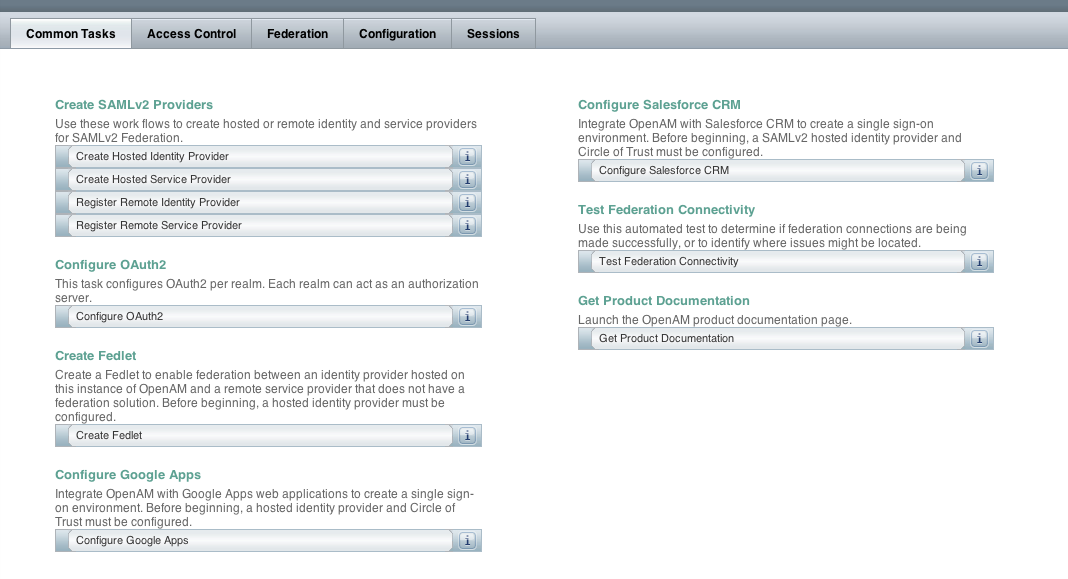 Common Tasks Access Control Federation Configuration Sessions
Create SAMLv2 Providers
Use these work flows to create hosted or remote identity and service providers
for SAMLv2 Federation.
Create Hosted Identity Provider
Create Hosted Service Provider
Register Remote Identity Provider
Register Remote Service Provider
Configure OAuth2
This task configures OAuth2 per realm. Each realm can act as an authorization
server.
Configure OAuth2
Create Fedlet
Create a Fedlet to enable federation between an identity provider hosted on
this instance of OpenAM and a remote service provider that does not have a
federation solution. Before beginning, a hosted identity provider must be
configured.
Create Fedlet
Configure Google Apps
Integrate OpenAM with Google Apps web applications to create a single sign-
on environment. Before beginning, a hosted identity provider and Circle of
Trust must be configured.
Configure Google Apps
Configure Salesforce CRM
Integrate OpenAM with Salesforce CRM to create a single sign-on
environment. Before beginning, a SAMLv2 hosted identity provider and
Circle of Trust must be configured.
Configure Salesforce CRM
Test Federation Connectivity
Use this automated test to determine if federation connections are being
made successfully, or to identify where issues might be located.
Test Federation Connectivity
Get Product Documentation
Launch the OpenAM product documentation page.
Get Product Documentation